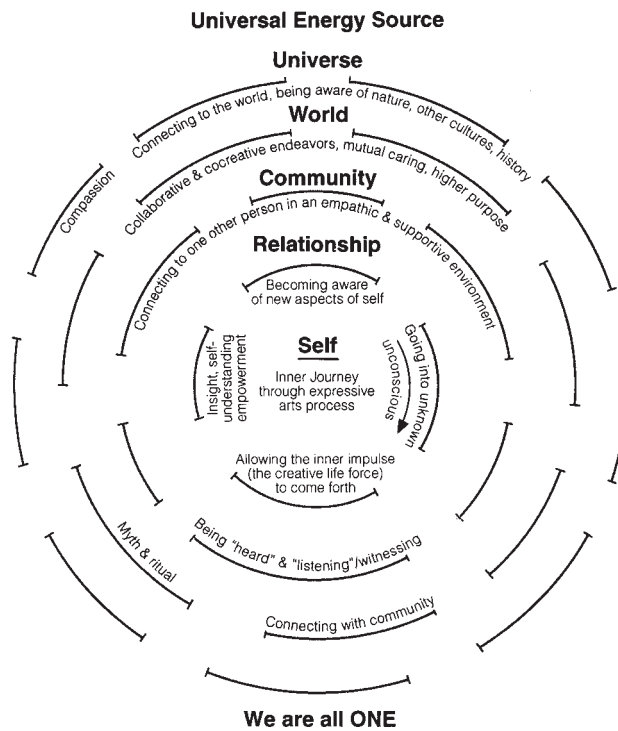 Universal Energy Source
Universe
Connecting to the world, being aware of nature, other cultures, history
World
Collaborative & cocreative endeavors, mutual caring, higher purpose
Compassion
Community
Connecting to one other person in an empathic & supportive environment
Relationship
Becoming aware
of new aspects of self
Self
Inner Journey
through expressive
arts process
Insight, self-
understanding
empowerment
Going into unknown
unconscious
Allowing the inner impulse
(the creative life force)
to come forth
Being "heard" & "listening"/witnessing
Myth & ritual
Connecting with community
We are all ONE